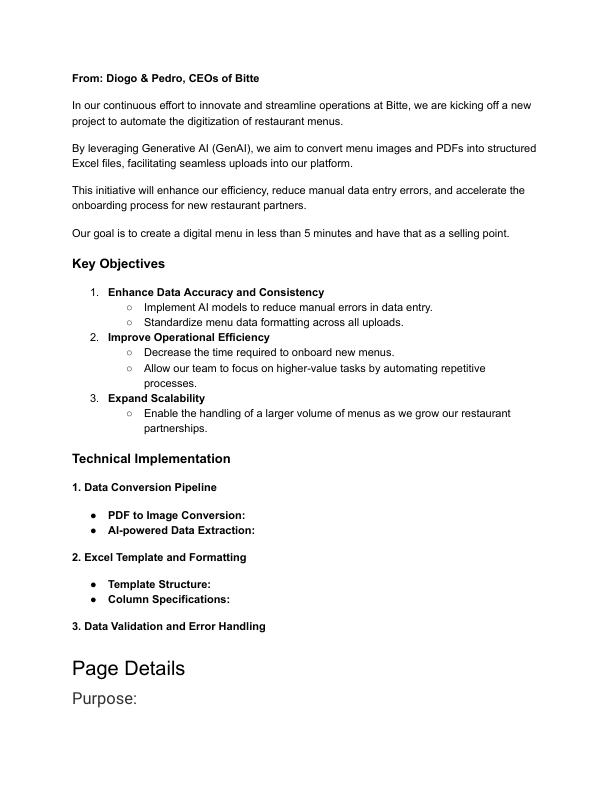 From: Diogo & Pedro, CEOs of Bitte
In our continuous effort to innovate and streamline operations at Bitte, we are kicking off a new
project to automate the digitization of restaurant menus.
By leveraging Generative AI (GenAI), we aim to convert menu images and PDFs into structured
Excel files, facilitating seamless uploads into our platform.
This initiative will enhance our efficiency, reduce manual data entry errors, and accelerate the
onboarding process for new restaurant partners.
Our goal is to create a digital menu in less than 5 minutes and have that as a selling point.
Key Objectives
1. Enhance Data Accuracy and Consistency
○ Implement AI models to reduce manual errors in data entry.
○ Standardize menu data formatting across all uploads.
2. Improve Operational Efficiency
○ Decrease the time required to onboard new menus.
○ Allow our team to focus on higher-value tasks by automating repetitive
processes.
3. Expand Scalability
○ Enable the handling of a larger volume of menus as we grow our restaurant
partnerships.
Technical Implementation
1. Data Conversion Pipeline
● PDF to Image Conversion:
● AI-powered Data Extraction:
2. Excel Template and Formatting
● Template Structure:
● Column Specifications:
3. Data Validation and Error Handling
Page Details
Purpose: